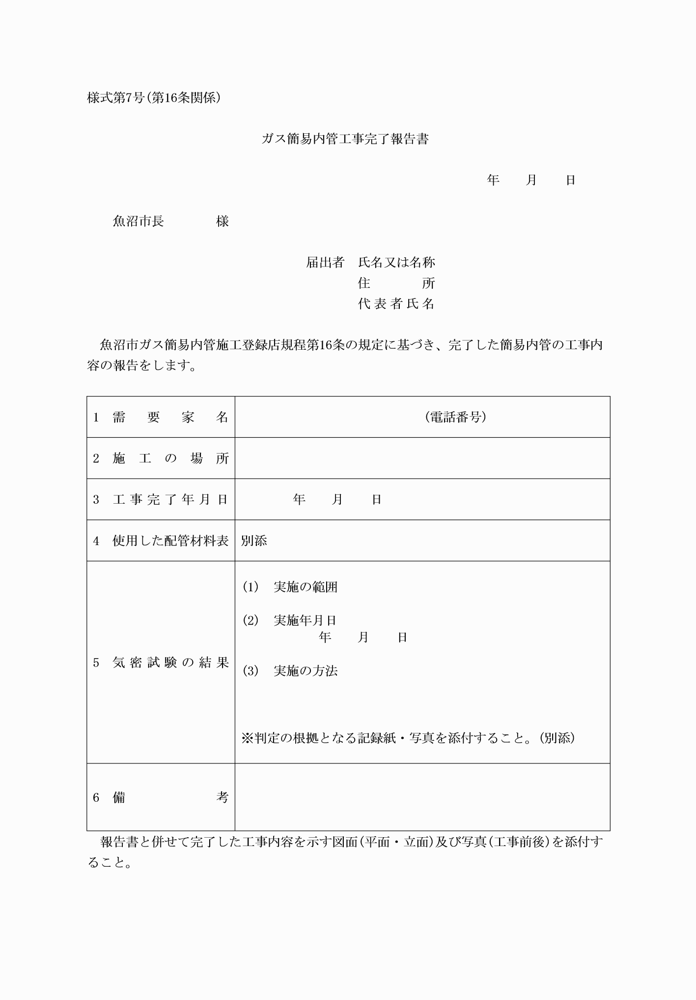 様式第7号(第16条関係)
ガス簡易内管工事完了報告書
年　　月　　日
魚沼市長　　　　様
届出者　氏名又は名称
住　　　　所
代表者氏名
魚沼市ガス簡易内管施工登録店規程第16条の規定に基づき、完了した簡易内管の工事内
容の報告をします。
1　需要家名　(電話番号)
2　施工の場所
3　工事完了年月日　年　　月　　日
4　使用した配管材料表　別添
5　気密試験の結果
(1)　実施の範囲
(2)　実施年月日
年　　月　　日
(3)　実施の方法
※判定の根拠となる記録紙・写真を添付すること。(別添)
6　備考
報告書と併せて完了した工事内容を示す図面(平面・立面)及び写真(工事前後)を添付す
ること。